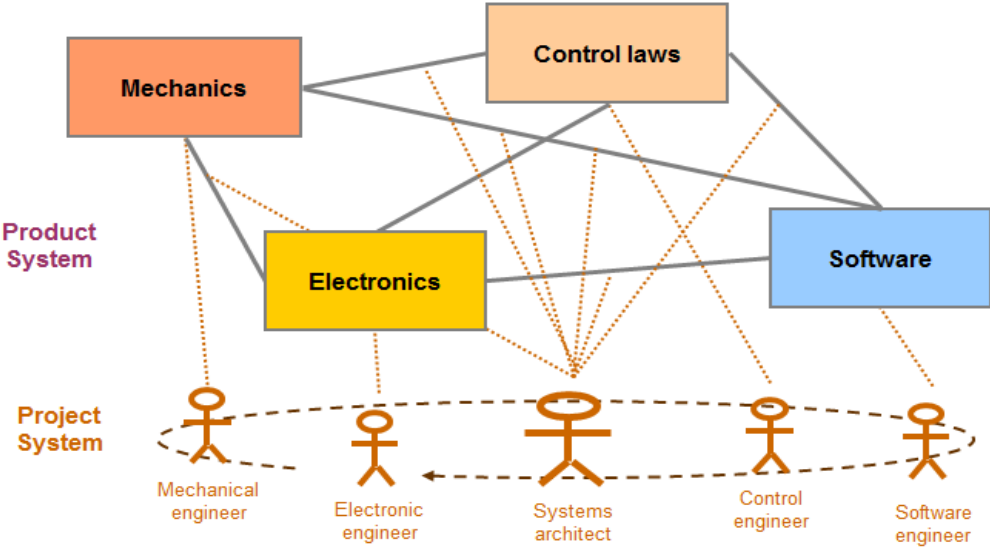 Control laws
Mechanics
Product
System
Software
Electronics
Project
System
Mechanical
engineer
Electronic
engineer
Systems
architect
Control
engineer
Software
engineer